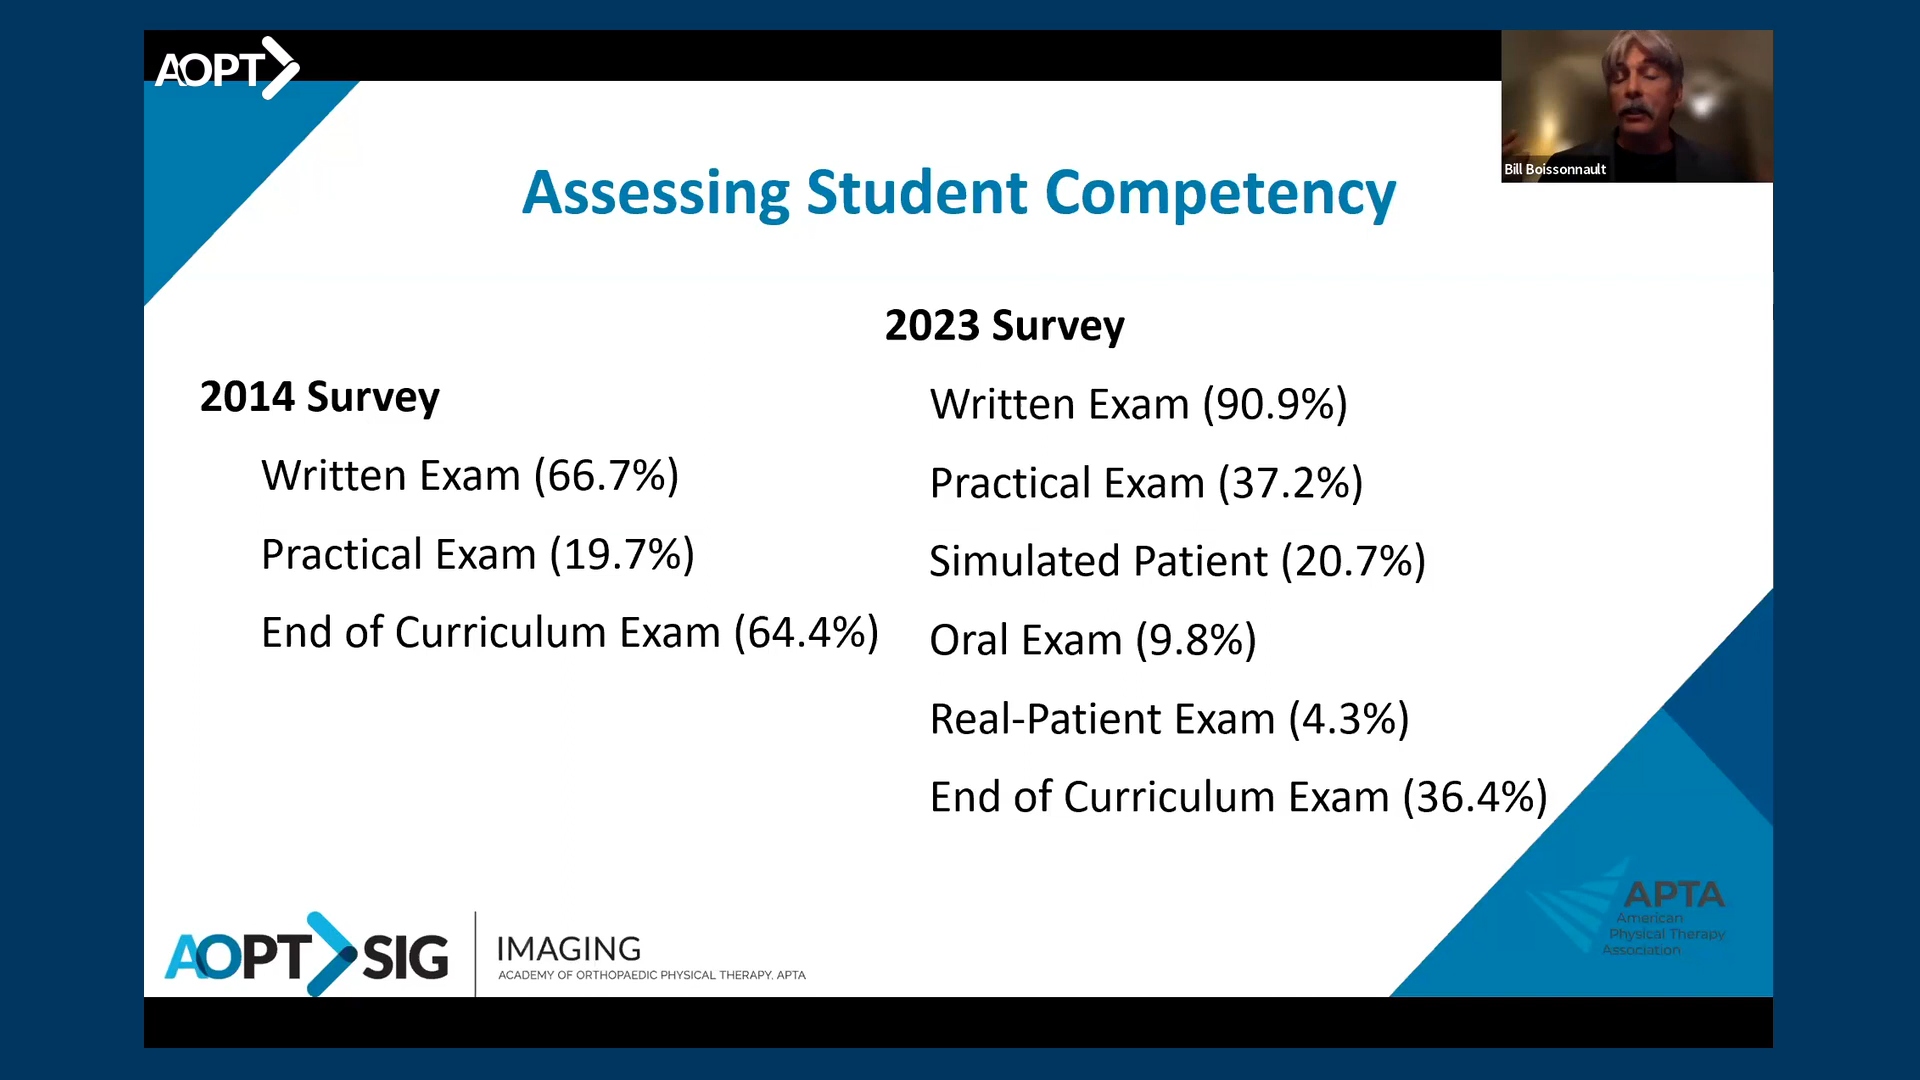 AOPT
Bill Boissonnault
Assessing Student Competency
2014 Survey
Written Exam (66.7%)
Practical Exam (19.7%)
End of Curriculum Exam (64.4%)
2023 Survey
Written Exam (90.9%)
Practical Exam (37.2%)
Simulated Patient (20.7%)
Oral Exam (9.8%)
Real-Patient Exam (4.3%)
End of Curriculum Exam (36.4%)
AOPT SIG
IMAGING
ACADEMY OF ORTHOPAEDIC PHYSICAL THERAPY, APTA
APTA
American
Physical Therapy
Association